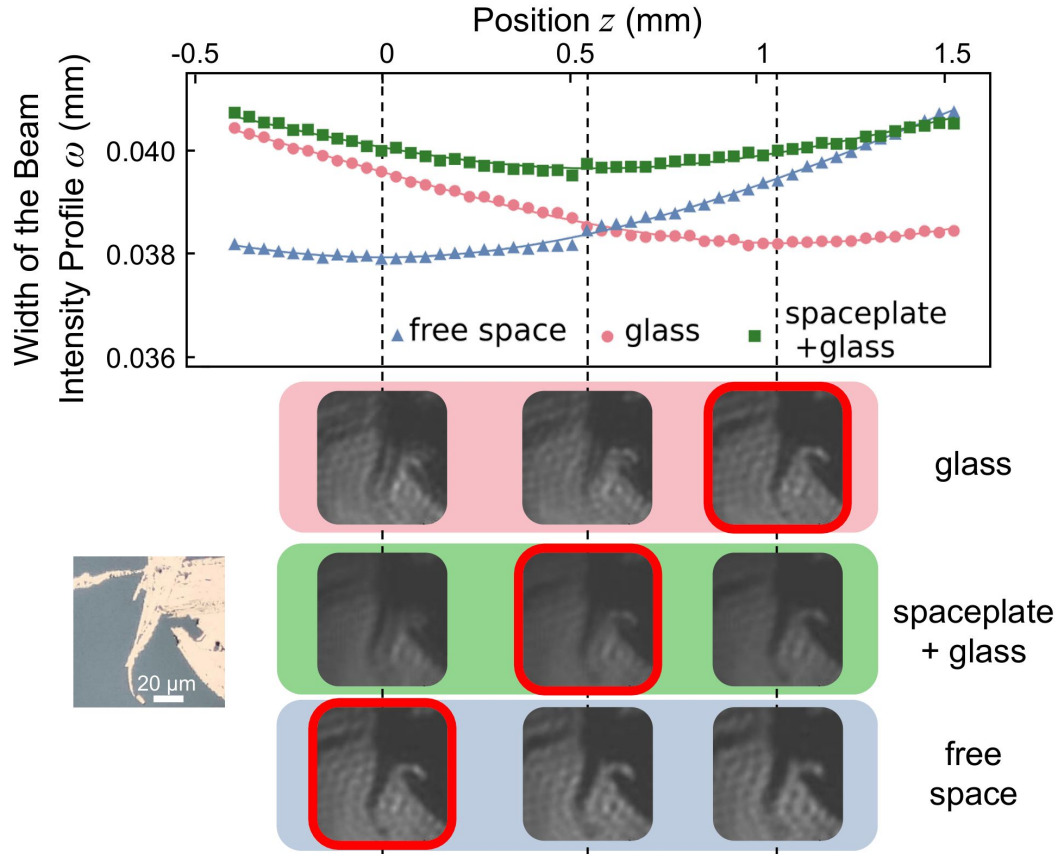 Position z (mm)
-0.5 0 0.5 1 1.5
Width of the Beam
Intensity Profile ω (mm)
0.040
0.038
0.036
free space
glass
spaceplate
+glass
glass
20 µm
spaceplate
+ glass
free
space